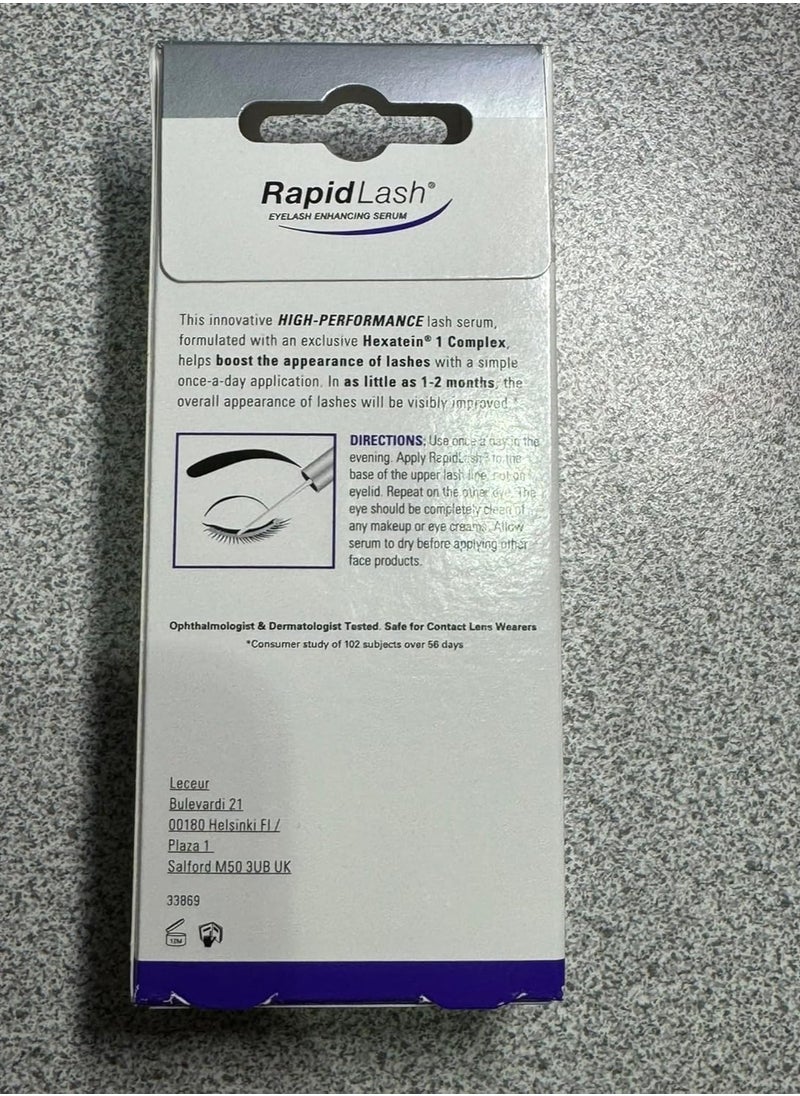 RapidLash®
EYELASH ENHANCING SERUM
This innovative HIGH-PERFORMANCE lash serum,
formulated with an exclusive Hexatein® 1 Complex,
helps boost the appearance of lashes with a simple
once-a-day application. In as little as 1-2 months, the
overall appearance of lashes will be visibly improved.*
DIRECTIONS: Use once a day in the
evening. Apply RapidLash® to the
base of the upper lash line, not on
eyelid. Repeat on the other eye. The
eye should be completely clean of
any makeup or eye creams. Allow
serum to dry before applying other
face products.
Ophthalmologist & Dermatologist Tested. Safe for Contact Lens Wearers
*Consumer study of 102 subjects over 56 days
Leceur
Bulevardi 21
00180 Helsinki FI /
Plaza 1
Salford M50 3UB UK
33869
12M